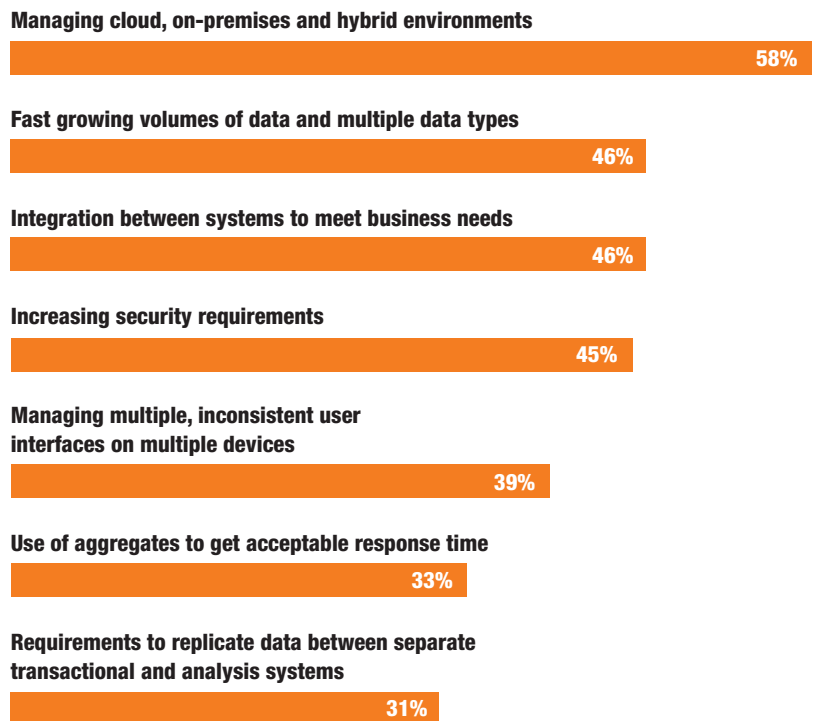 Managing cloud, on-premises and hybrid environments
58%
Fast growing volumes of data and multiple data types
46%
Integration between systems to meet business needs
46%
Increasing security requirements
45%
Managing multiple, inconsistent user
interfaces on multiple devices
39%
Use of aggregates to get acceptable response time
33%
Requirements to replicate data between separate
transactional and analysis systems
31%